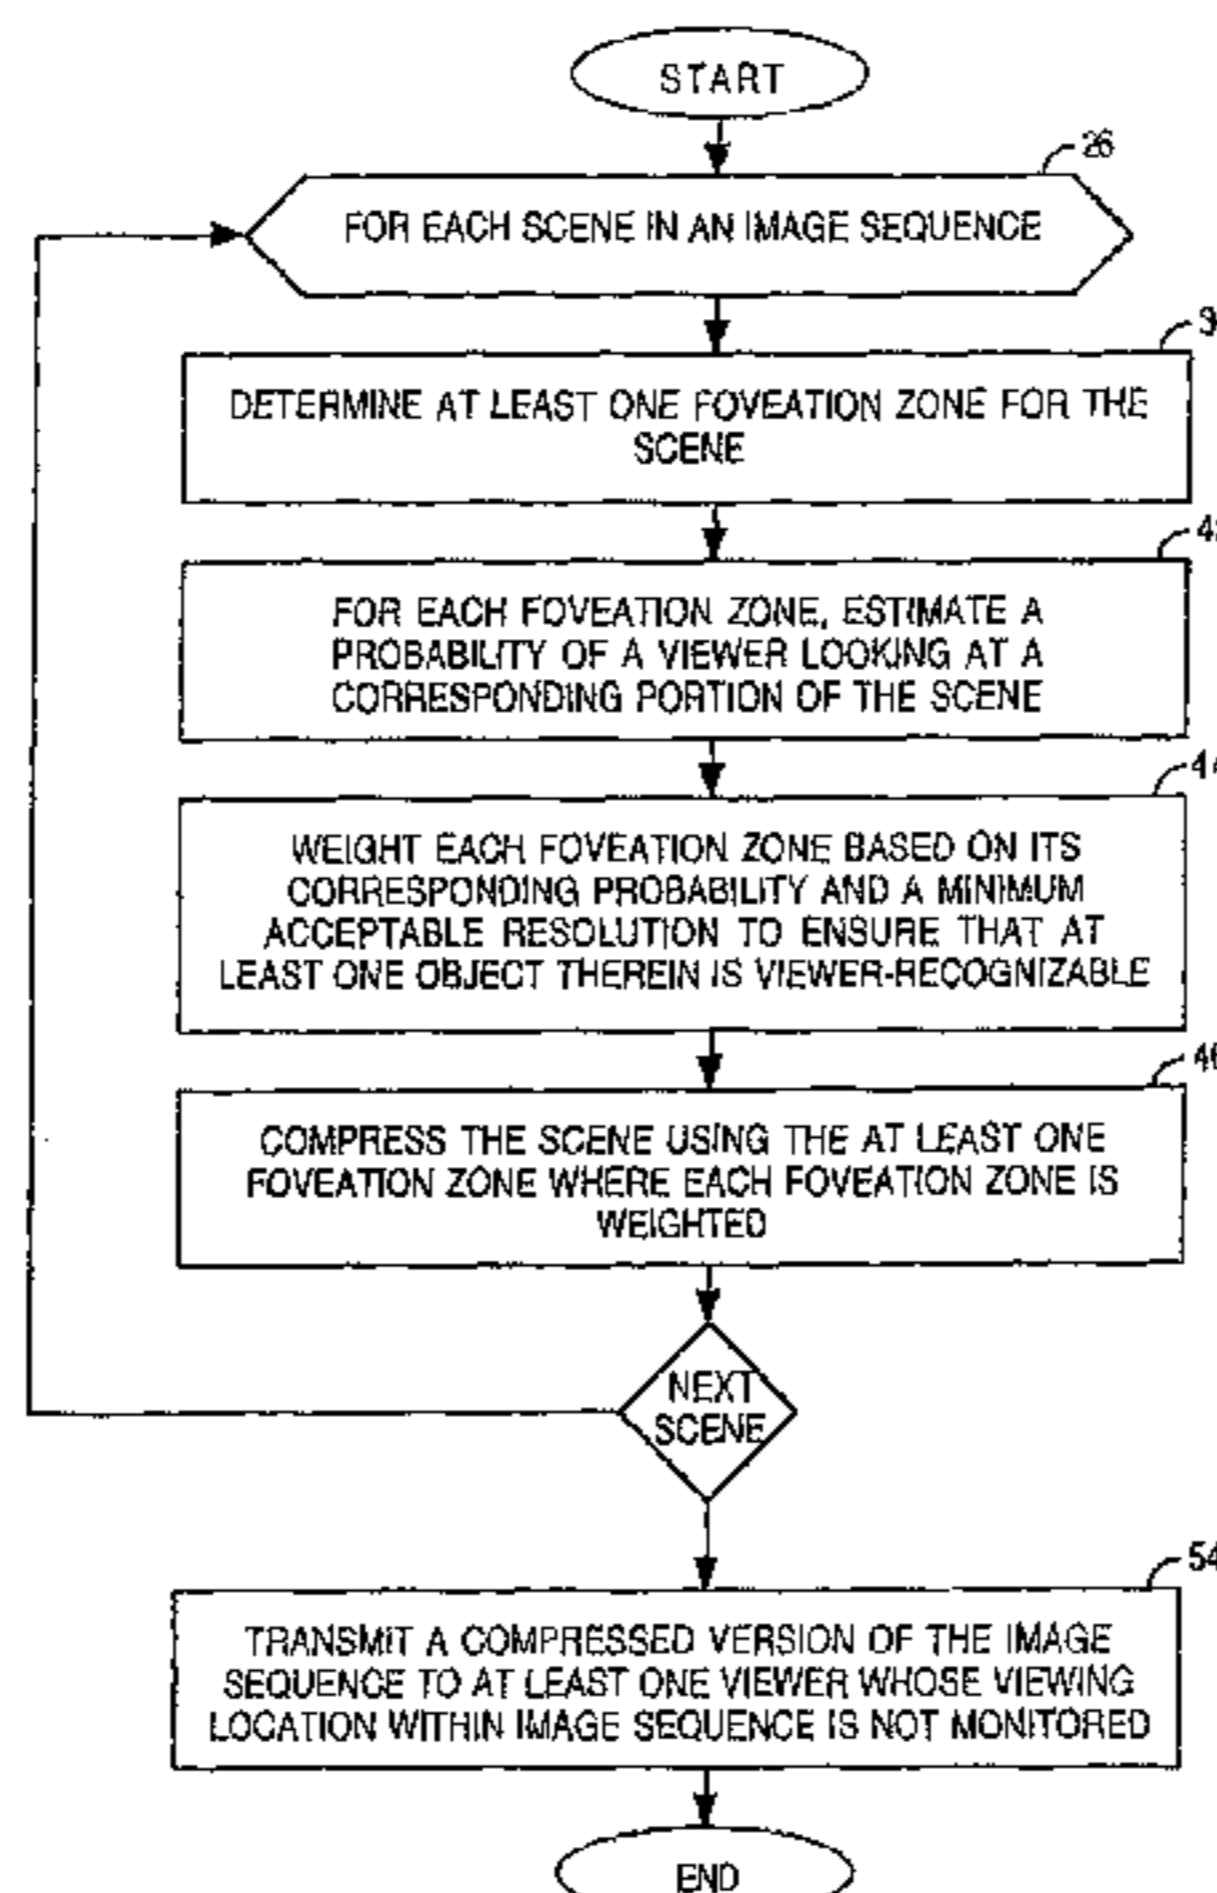 START
26
FOR EACH SCENE IN AN IMAGE SEQUENCE
DETERMINE AT LEAST ONE FOVEATION ZONE FOR THE
SCENE
FOR EACH FOVEATION ZONE, ESTIMATE A
PROBABILITY OF A VIEWER LOOKING AT A
CORRESPONDING PORTION OF THE SCENE
WEIGHT EACH FOVEATION ZONE BASED ON ITS
CORRESPONDING PROBABILITY AND A MINIMUM
ACCEPTABLE RESOLUTION TO ENSURE THAT AT
LEAST ONE OBJECT THEREIN IS VIEWER-RECOGNIZABLE
COMPRESS THE SCENE USING THE AT LEAST ONE
FOVEATION ZONE WHERE EACH FOVEATION ZONE IS
WEIGHTED
NEXT
SCENE
54
TRANSMIT A COMPRESSED VERSION OF THE IMAGE
SEQUENCE TO AT LEAST ONE VIEWER WHOSE VIEWING
LOCATION WITHIN IMAGE SEQUENCE IS NOT MONITORED
END